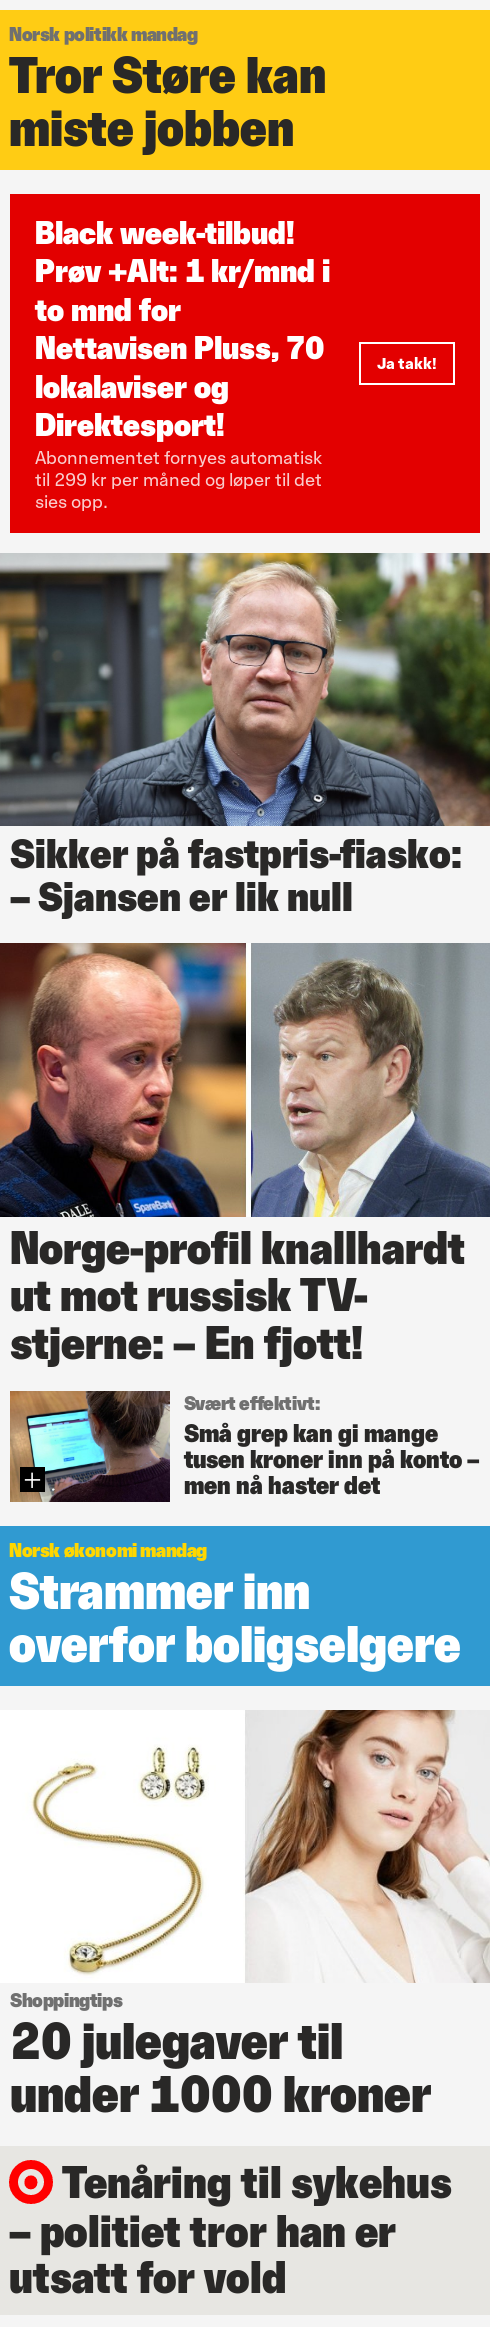 Norsk politikk mandag
Tror Støre kan
miste jobben
Black week-tilbud!
Prøv +Alt: 1 kr/mnd i
to mnd for
Nettavisen Pluss, 70
lokalaviser og
Direktesport!
Ja takk!
Abonnementet fornyes automatisk
til 299 kr per måned og løper til det
sies opp.
Sikker på fastpris-fiasko:
– Sjansen er lik null
DALE
SpareBank
Norge-profil knallhardt
ut mot russisk TV-
stjerne: – En fjott!
Svært effektivt:
Små grep kan gi mange
tusen kroner inn på konto –
men nå haster det
Norsk økonomi mandag
Strammer inn
overfor boligselgere
Shoppingtips
20 julegaver til
under 1000 kroner
Tenåring til sykehus
– politiet tror han er
utsatt for vold